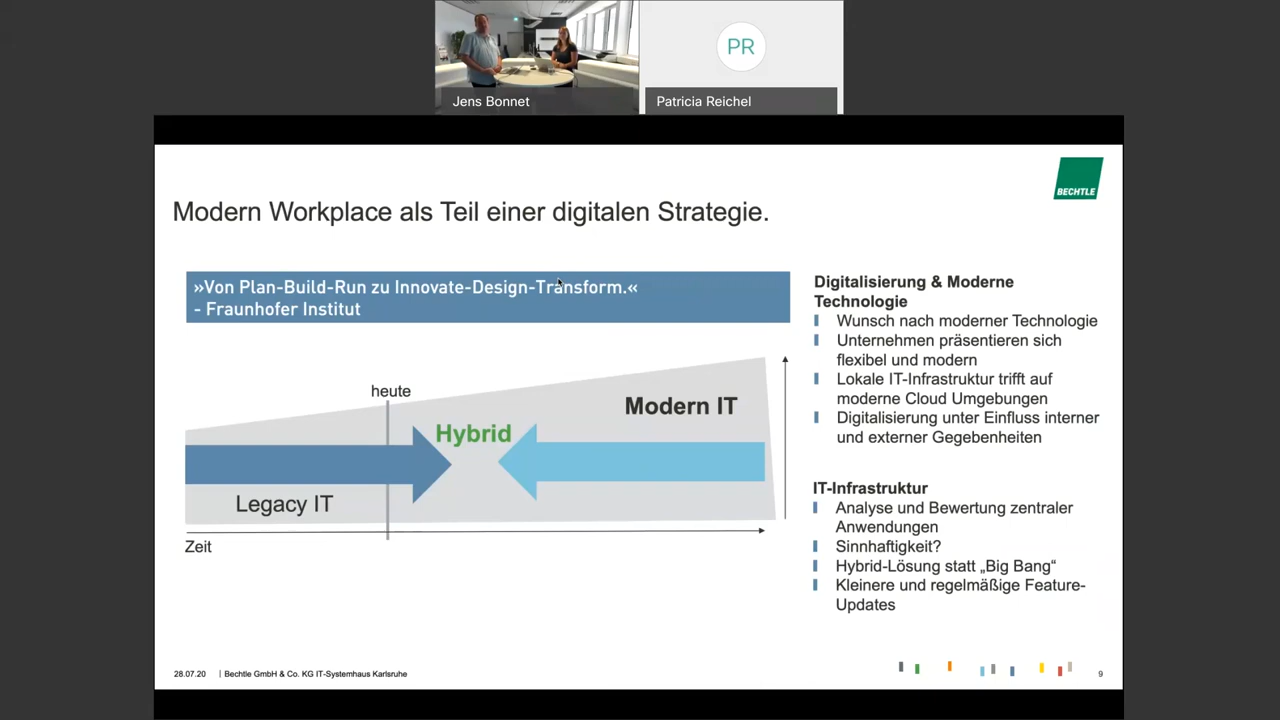 PR
Jens Bonnet
Patricia Reichel
BECHTLE
Modern Workplace als Teil einer digitalen Strategie.
»Von Plan-Build-Run zu Innovate-Design-Transform.«
- Fraunhofer Institut
heute
Modern IT
Hybrid
Legacy IT
Zeit
Digitalisierung & Moderne
Technologie
Wunsch nach moderner Technologie
Unternehmen präsentieren sich
flexibel und modern
Lokale IT-Infrastruktur trifft auf
moderne Cloud Umgebungen
Digitalisierung unter Einfluss interner
und externer Gegebenheiten
IT-Infrastruktur
Analyse und Bewertung zentraler
Anwendungen
Sinnhaftigkeit?
Hybrid-Lösung statt „Big Bang“
Kleinere und regelmäßige Feature-
Updates
28.07.20 | Bechtle GmbH & Co. KG IT-Systemhaus Karlsruhe
9